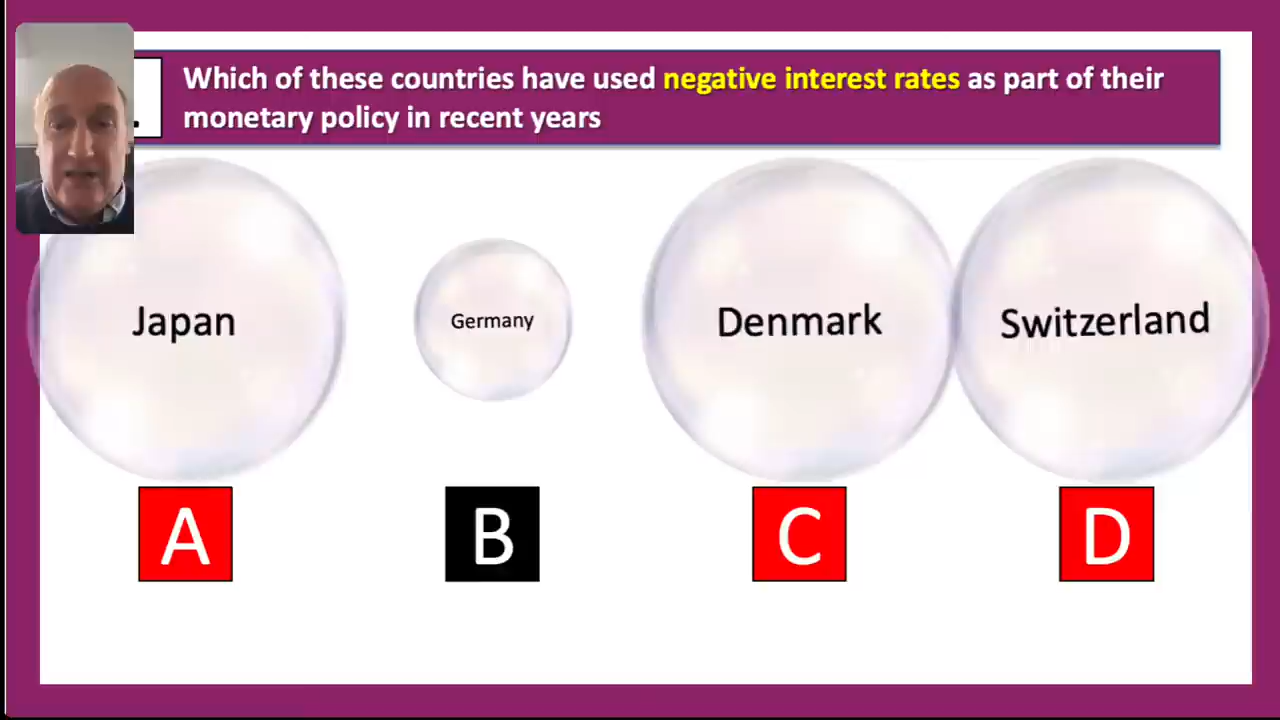 Which of these countries have used negative interest rates as part of their
monetary policy in recent years
Japan
Germany
Denmark
Switzerland
A
B
C
D